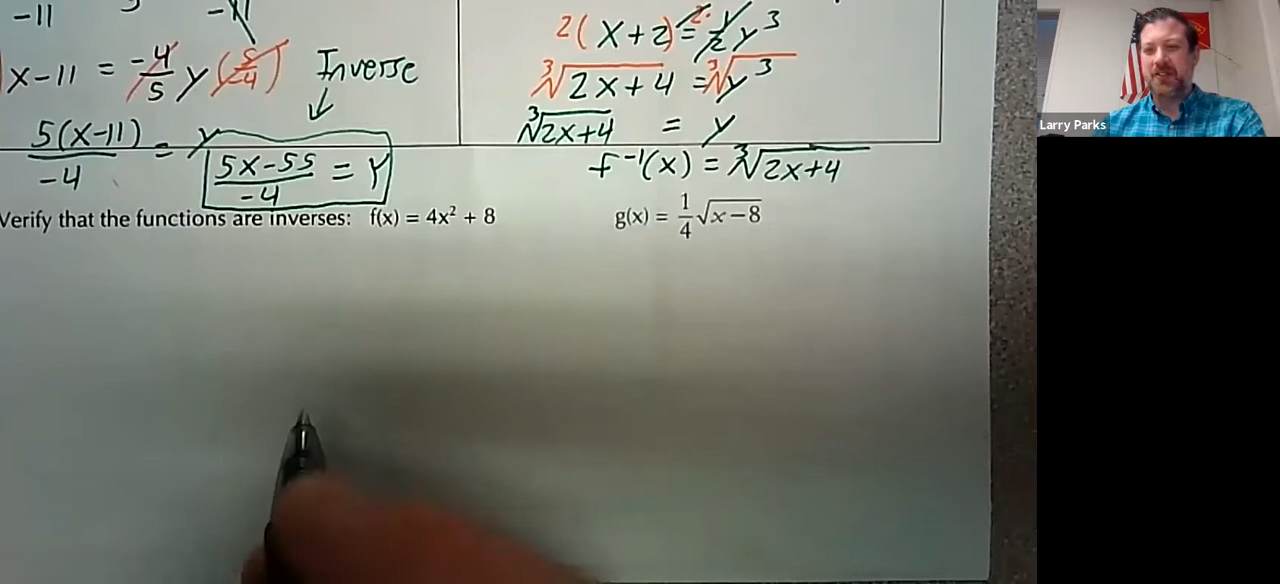 -11
-11
x-11 = -4/5 y (5/-4)
Inverse
5(x-11)/-4 = y
5x-55/-4 = y
2(x+2) = 2·1/2 y³
∛2x+4 = ∛y³
∛2x+4 = y
f⁻¹(x) = ∛2x+4
Verify that the functions are inverses: f(x) = 4x² + 8
g(x) = 1/4 √x-8
Larry Parks